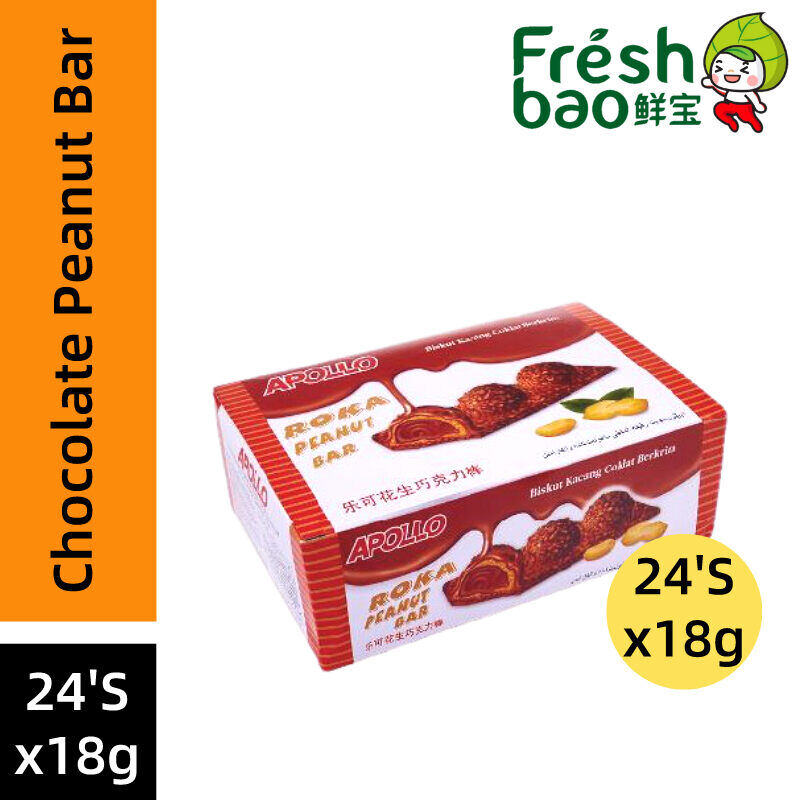 Chocolate Peanut Bar
24'S
x18g
Frésh
bao鲜宝
APOLLO
Biskut Kacang Coklat Berkrim
ROKA
PEANUT
BAR
乐可花生巧克力棒
APOLLO
APOLLO
Biskut Kacang Coklat Berkrim
ROKA
PEANUT
BAR
乐可花生巧克力棒
24'S
x18g